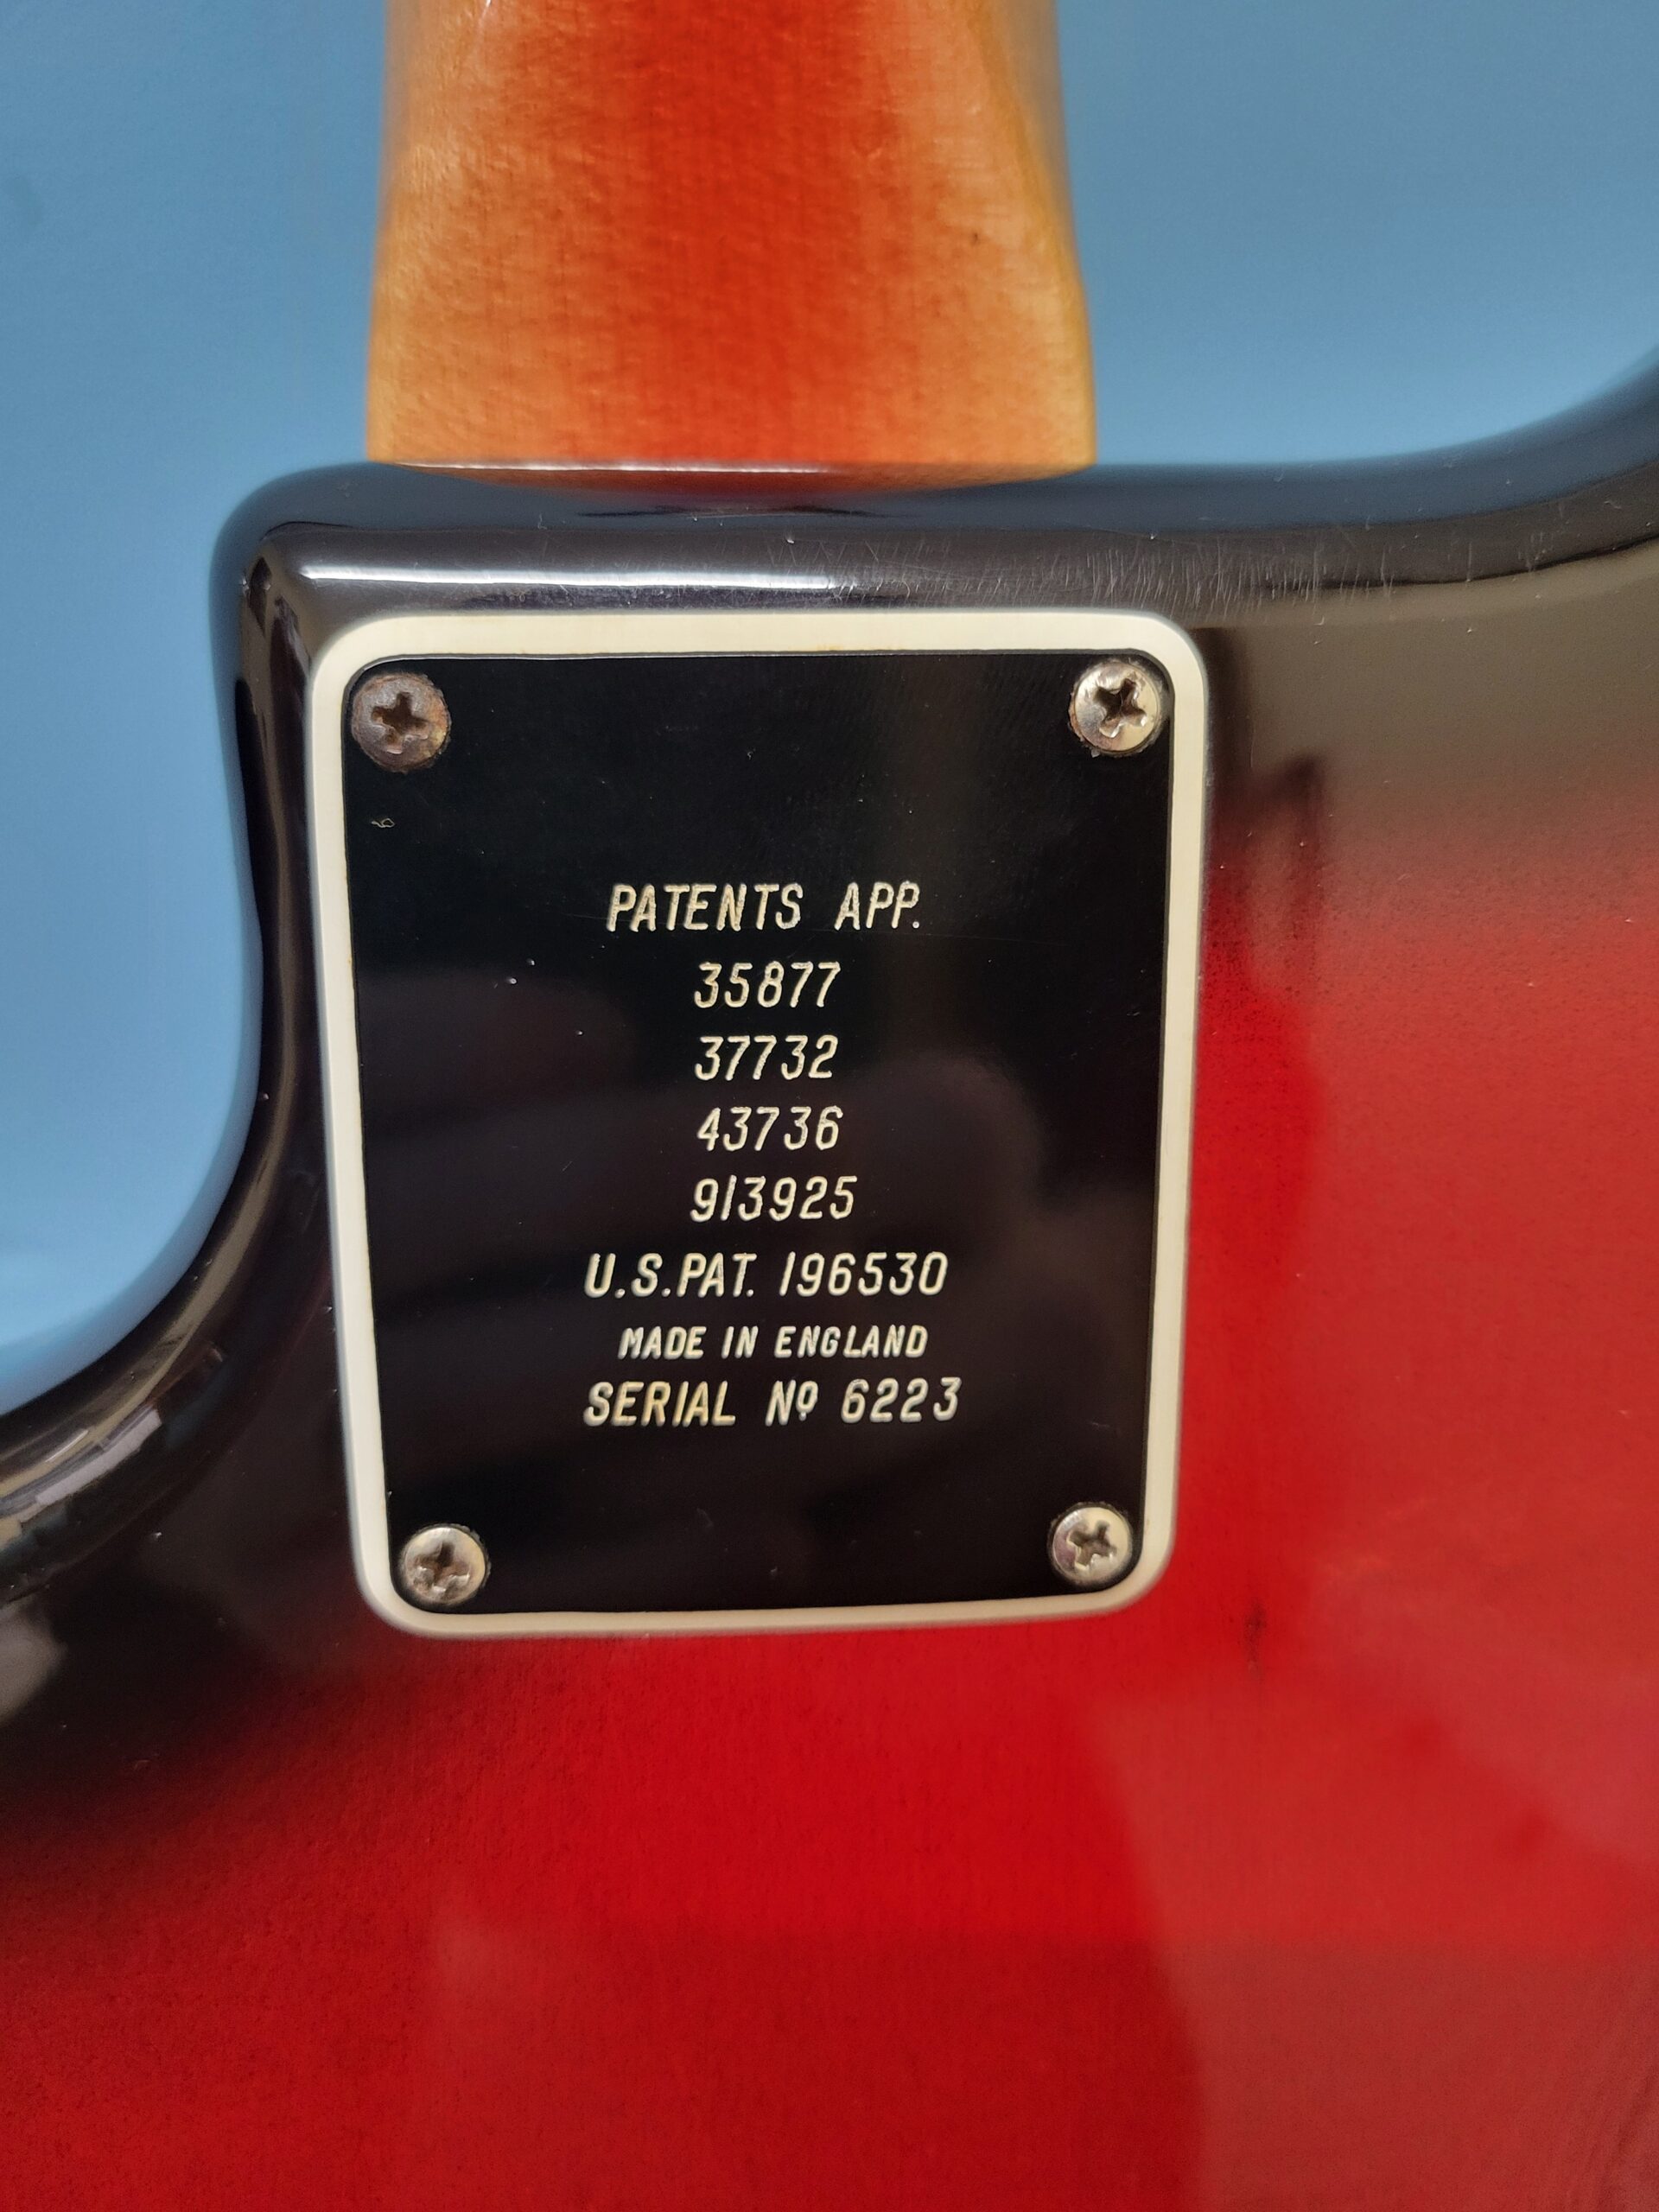 PATENTS APP.
35877
37732
43736
913925
U.S.PAT. 196530
MADE IN ENGLAND
SERIAL Nº 6223